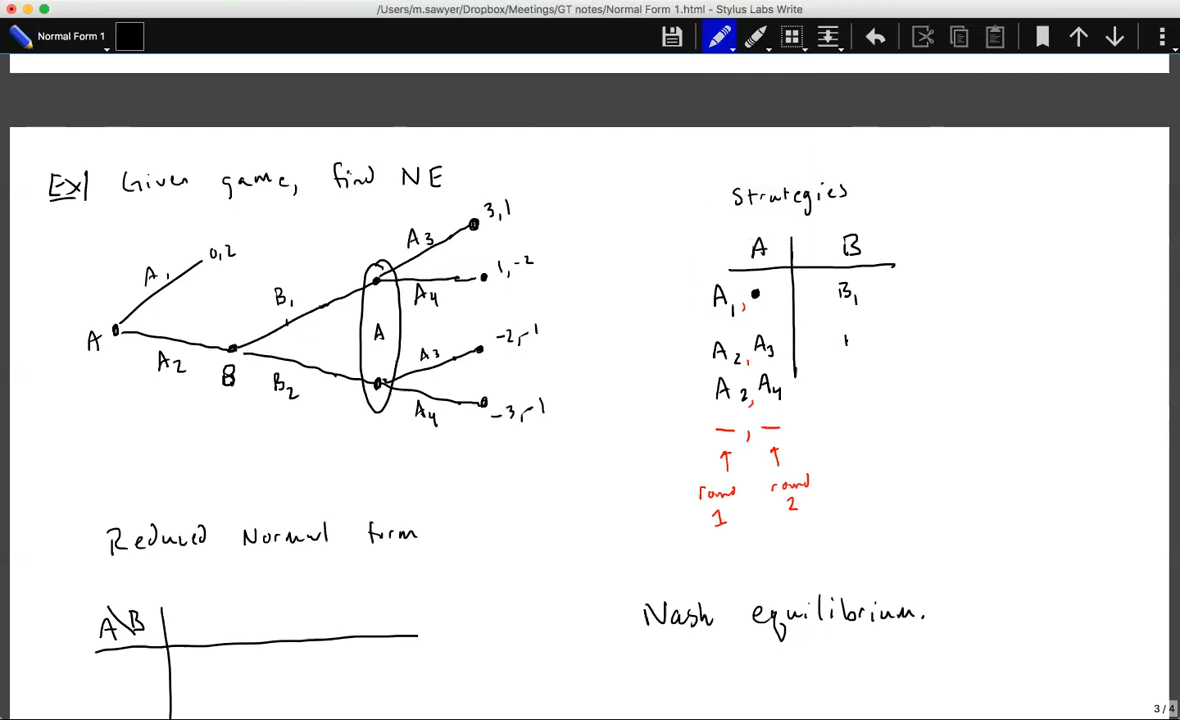 /Users/m.sawyer/Dropbox/Meetings/GT notes/Normal Form 1.html - Stylus Labs Write
Normal Form 1
Ex) Given game, find NE
A1 0,2
A A2 B
B1 B2
A
A3 3,1
A4 1,-2
A3 -2,-1
A4 -3,-1
Strategies
A B
A1, • B1
A2, A3
A2, A4
_ , _
round round
1 2
Reduced Normal form
A\B
Nash equilibrium.
3 / 4